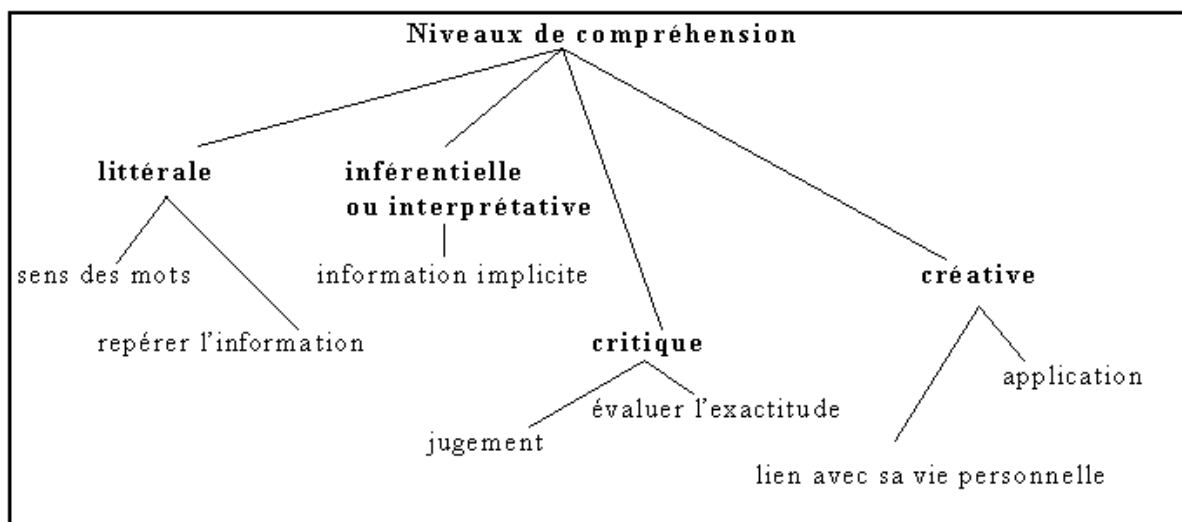 Niveaux de compréhension
littérale
inférentielle
ou interprétative
sens des mots
information implicite
créative
repérer l'information
critique
application
évaluer l'exactitude
jugement
lien avec sa vie personnelle